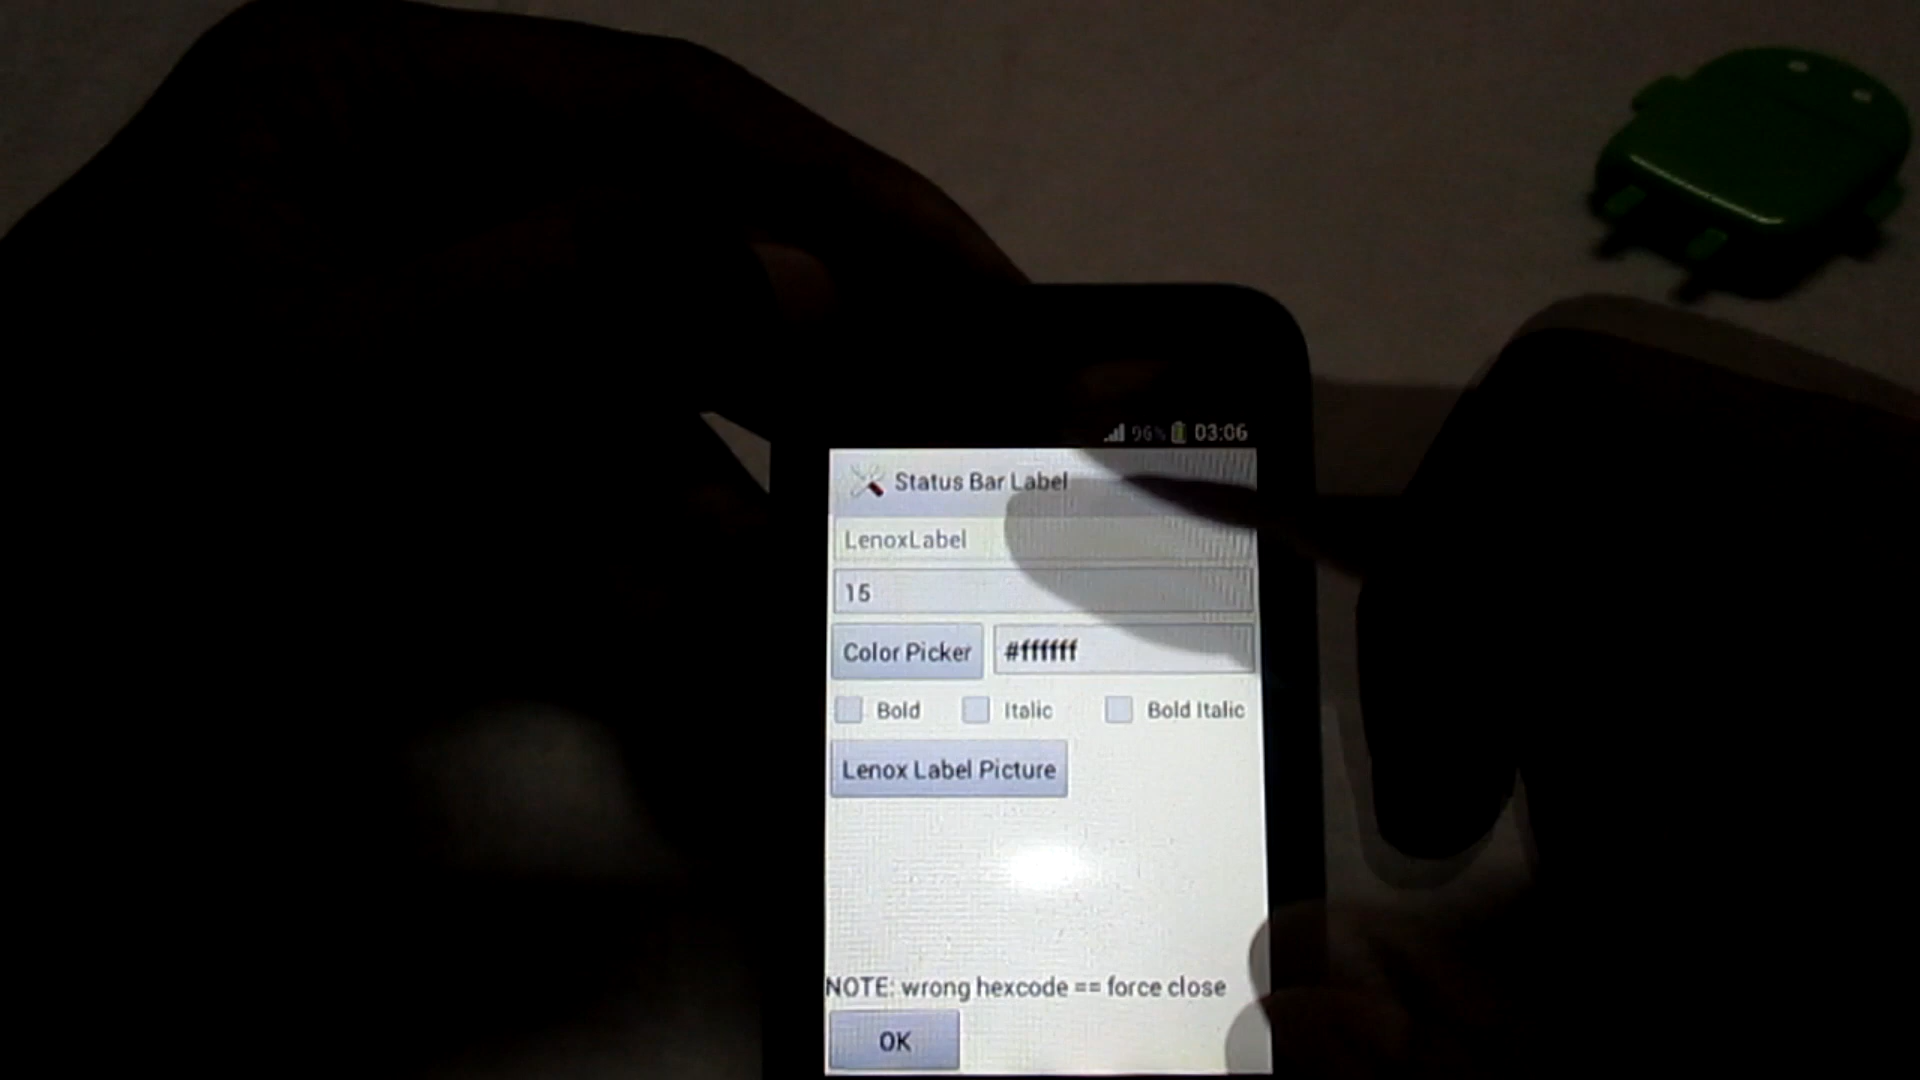 96% 03:06
Status Bar Label
LenoxLabel
15
Color Picker #ffffff
Bold Italic Bold Italic
Lenox Label Picture
NOTE: wrong hexcode == force close
OK